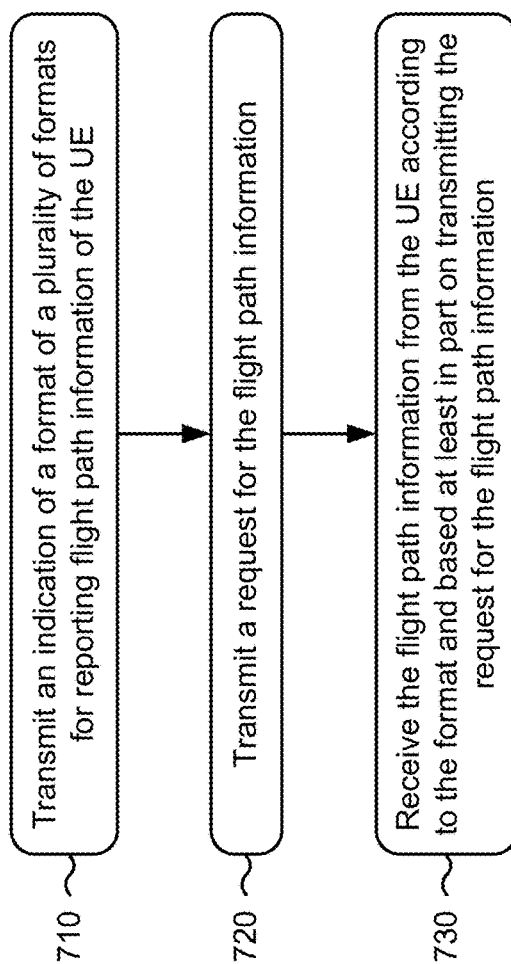 710
Transmit an indication of a format of a plurality of formats
for reporting flight path information of the UE
720
Transmit a request for the flight path information
730
Receive the flight path information from the UE according
to the format and based at least in part on transmitting the
request for the flight path information